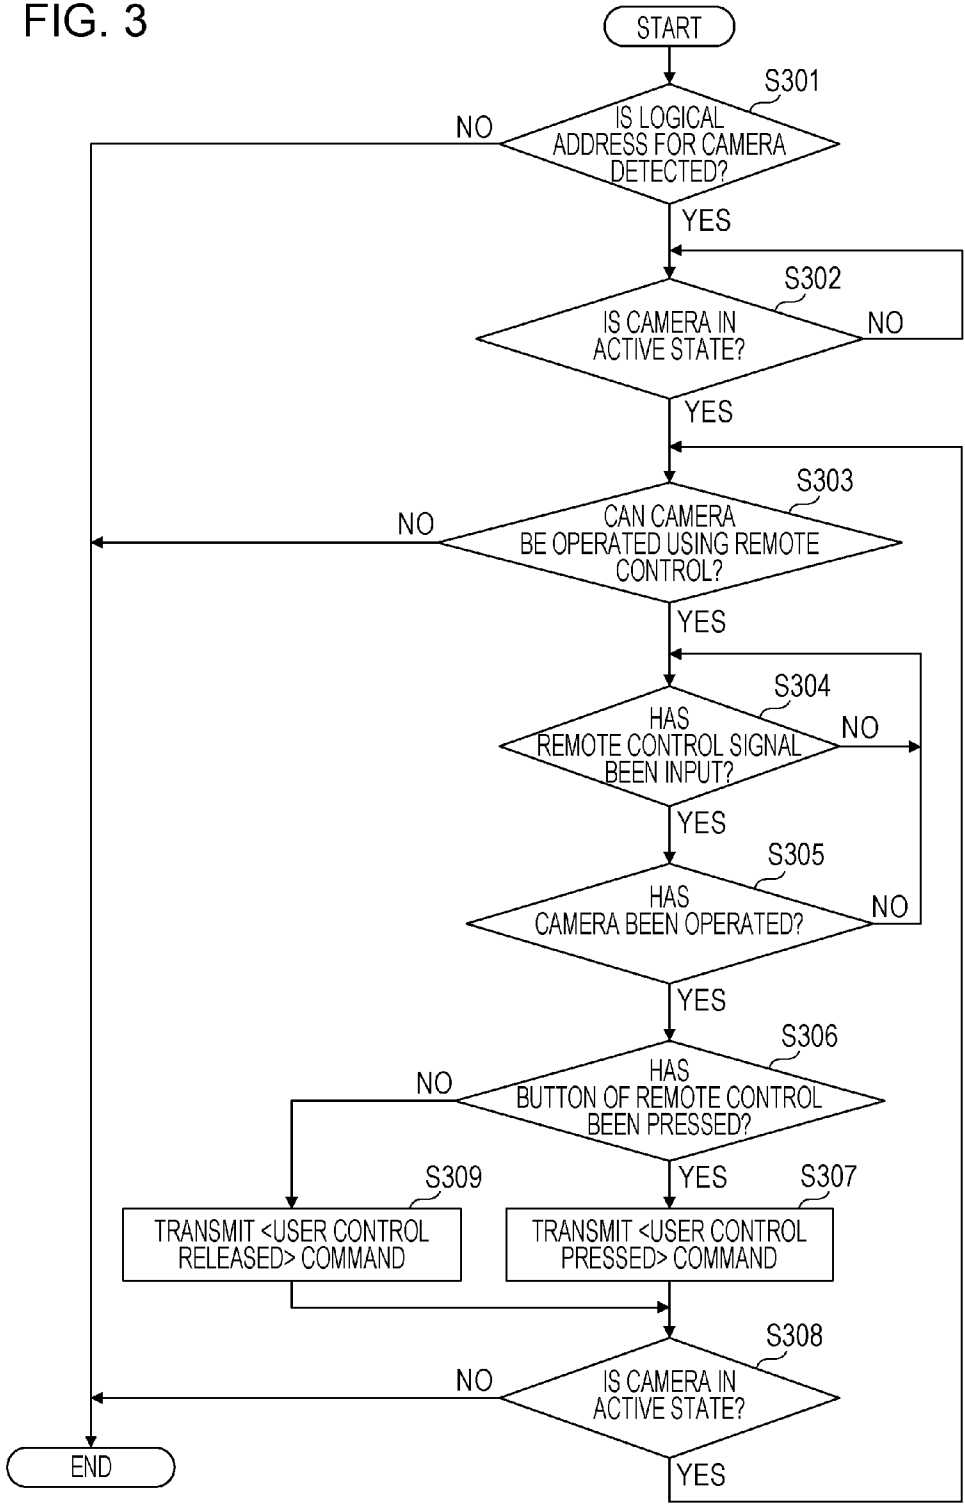 FIG. 3
START
S301
IS LOGICAL
ADDRESS FOR CAMERA
DETECTED?
NO
YES
S302
IS CAMERA IN
ACTIVE STATE?
NO
YES
S303
CAN CAMERA
BE OPERATED USING REMOTE
CONTROL?
NO
YES
S304
HAS
REMOTE CONTROL SIGNAL
BEEN INPUT?
NO
YES
S305
HAS
CAMERA BEEN OPERATED?
NO
YES
S306
HAS
BUTTON OF REMOTE CONTROL
BEEN PRESSED?
NO
YES
S309
TRANSMIT <USER CONTROL
RELEASED> COMMAND
S307
TRANSMIT <USER CONTROL
PRESSED> COMMAND
S308
IS CAMERA IN
ACTIVE STATE?
NO
YES
END